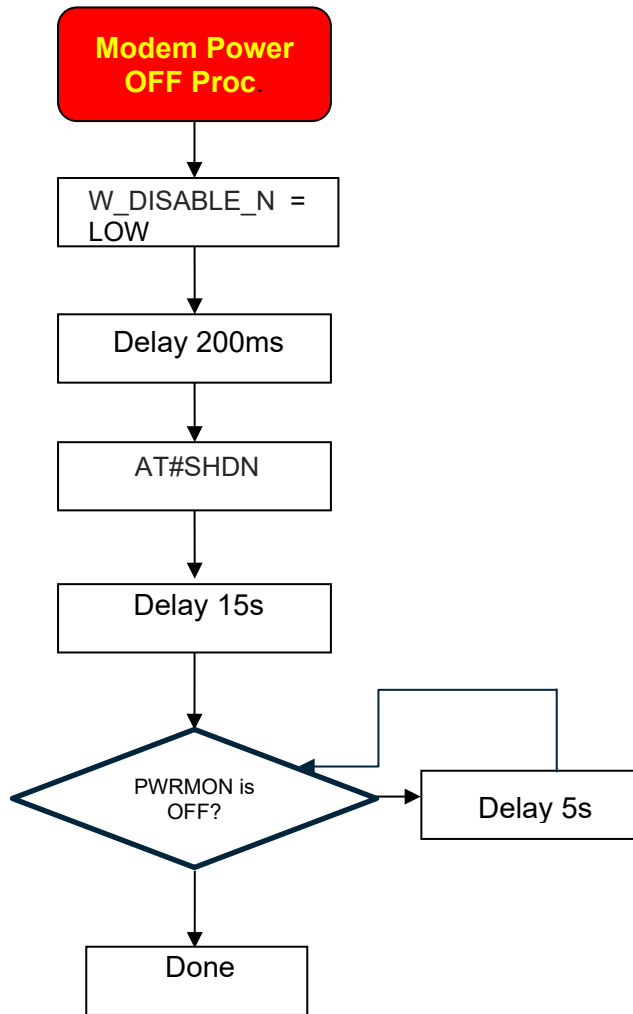 Modem Power
OFF Proc.
W_DISABLE_N =
LOW
Delay 200ms
AT#SHDN
Delay 15s
PWRMON is
OFF?
Delay 5s
Done